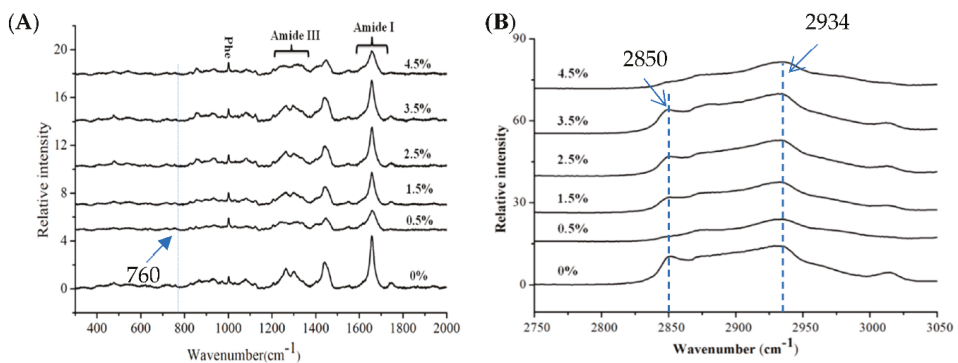 (A)
Phe
Amide III
Amide I
20
16
12
8
4
0
Relative intensity
4.5%
3.5%
2.5%
1.5%
0.5%
0%
760
400 600 800 1000 1200 1400 1600 1800 2000
Wavenumber(cm⁻¹)
(B)
2850
2934
90
60
30
0
Relative intensity
4.5%
3.5%
2.5%
1.5%
0.5%
0%
2750 2800 2850 2900 2950 3000 3050
Wavenumber (cm⁻¹)